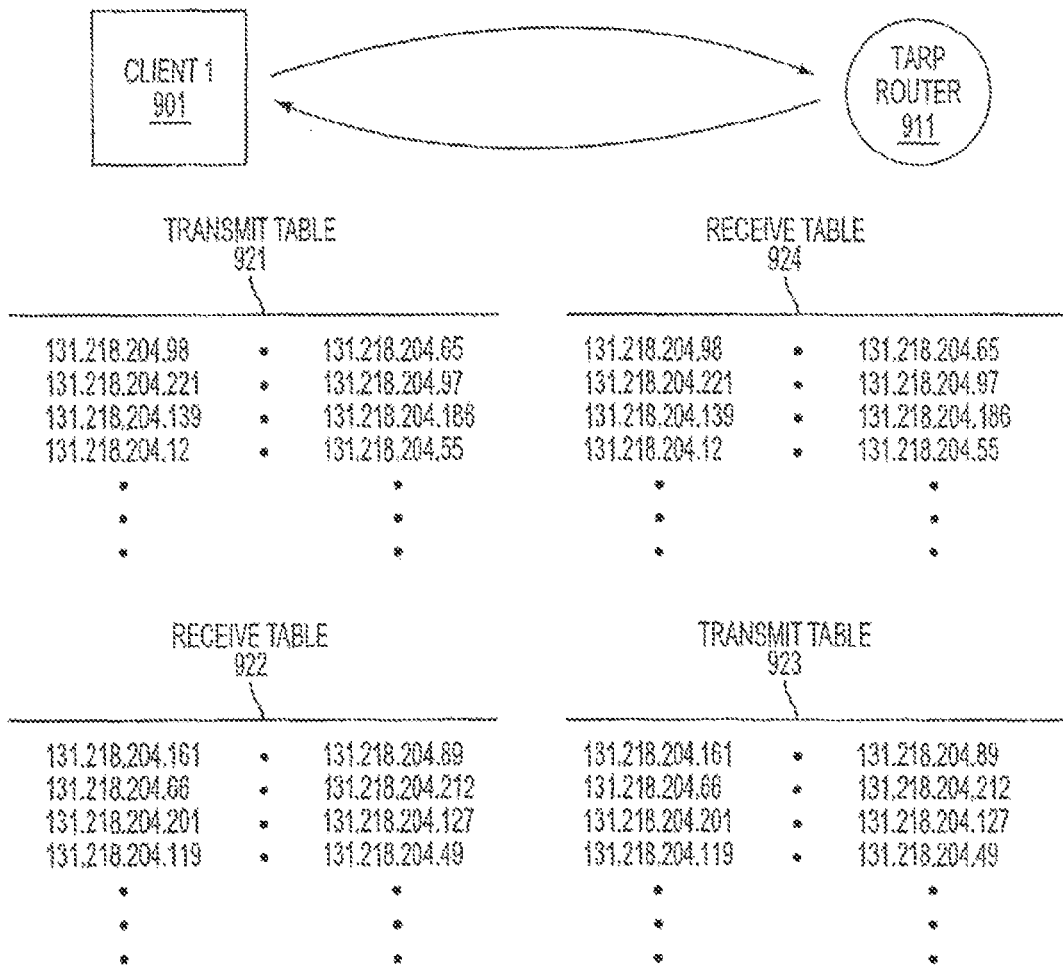 CLIENT 1
901
TARP
ROUTER
911
TRANSMIT TABLE
921
131.218.204.98 • 131.218.204.65
131.218.204.221 • 131.218.204.97
131.218.204.139 • 131.218.204.186
131.218.204.12 • 131.218.204.55
RECEIVE TABLE
924
131.218.204.98 • 131.218.204.65
131.218.204.221 • 131.218.204.97
131.218.204.139 • 131.218.204.186
131.218.204.12 • 131.218.204.55
RECEIVE TABLE
922
131.218.204.161 • 131.218.204.89
131.218.204.66 • 131.218.204.212
131.218.204.201 • 131.218.204.127
131.218.204.119 • 131.218.204.49
TRANSMIT TABLE
923
131.218.204.161 • 131.218.204.89
131.218.204.66 • 131.218.204.212
131.218.204.201 • 131.218.204.127
131.218.204.119 • 131.218.204.49